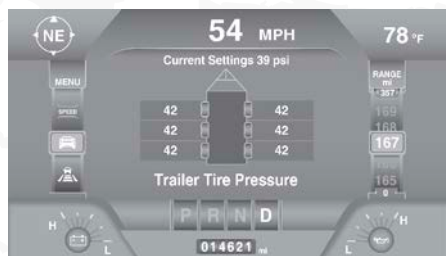 NE
54 MPH
78 °F
Current Settings 39 psi
MENU
SPEED
RANGE
mi
357
169
168
167
165
0
42 42
42 42
42 42
Trailer Tire Pressure
P R N D
014621 mi
H
L
H
L